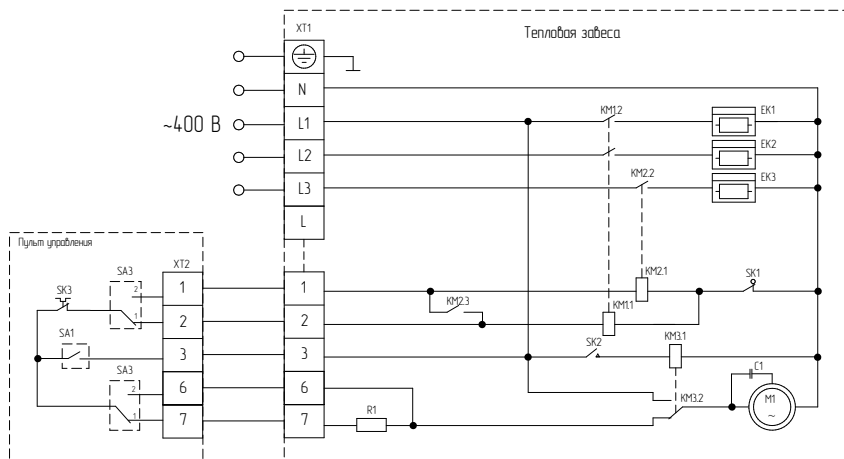 XT1
Тепловая завеса
N
~400 В
L1
KM1.2
EK1
L2
EK2
L3
KM2.2
EK3
L
Пульт управления
SK3
SA3
2
1
XT2
1
1
KM2.1
SK1
2
2
KM2.3
KM1.1
SA1
3
3
SK2
KM3.1
SA3
2
1
6
6
C1
7
7
R1
KM3.2
M1
~